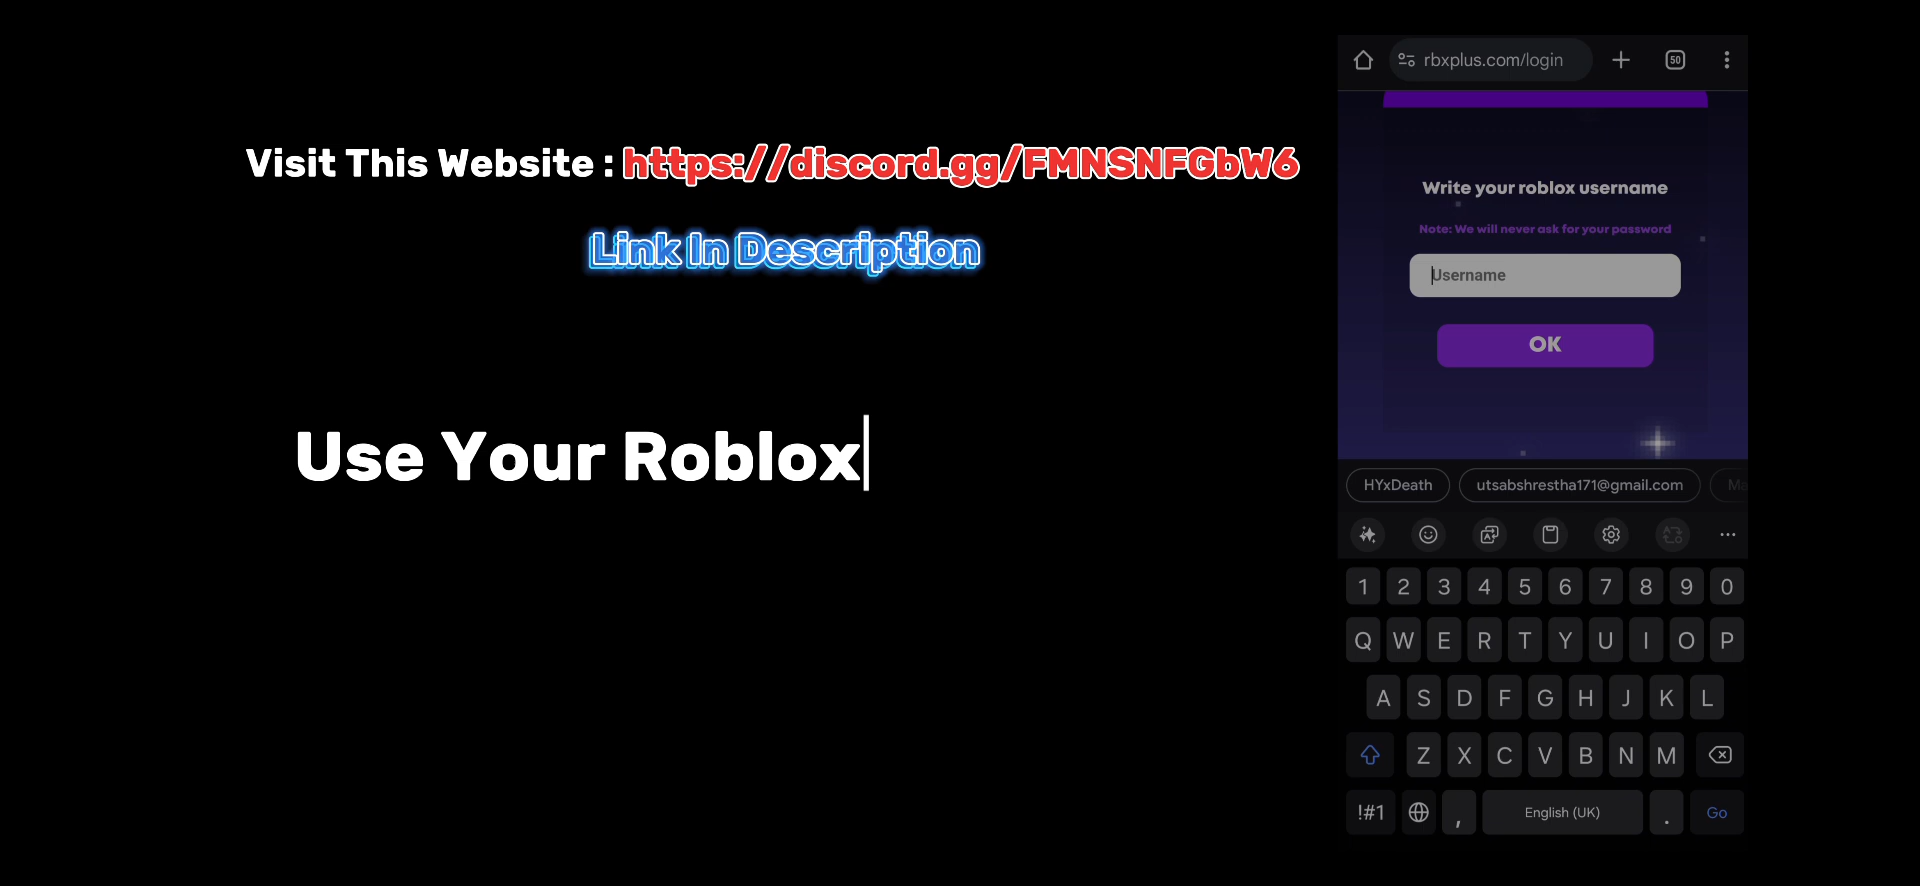 Visit This Website : https://discord.gg/FMNSNFGbW6
Link In Description
Use Your Roblox
50
rbxplus.com/login
Write your roblox username
Note: We will never ask for your password
Username
OK
HYxDeath
utsabshrestha171@gmail.com
1 2 3 4 5 6 7 8 9 0
Q W E R T Y U I O P
A S D F G H J K L
Z X C V B N M
!#1 , English (UK) . Go